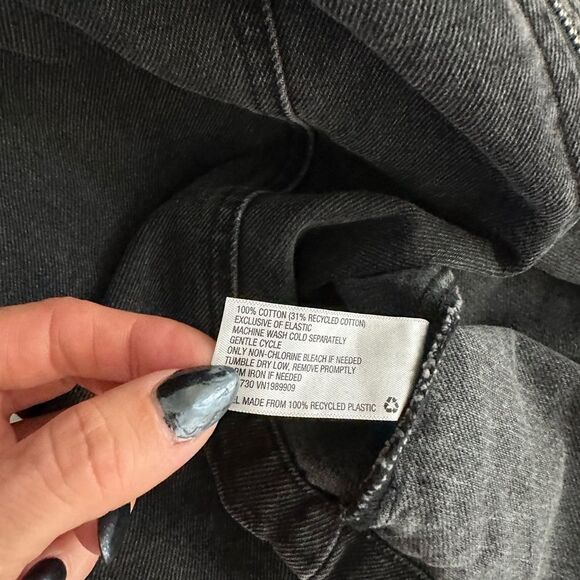 100% COTTON (31% RECYCLED COTTON)
EXCLUSIVE OF ELASTIC
MACHINE WASH COLD SEPARATELY
GENTLE CYCLE
ONLY NON-CHLORINE BLEACH IF NEEDED
TUMBLE DRY LOW, REMOVE PROMPTLY
IRON IF NEEDED
730 VN1989909
MADE FROM 100% RECYCLED PLASTIC